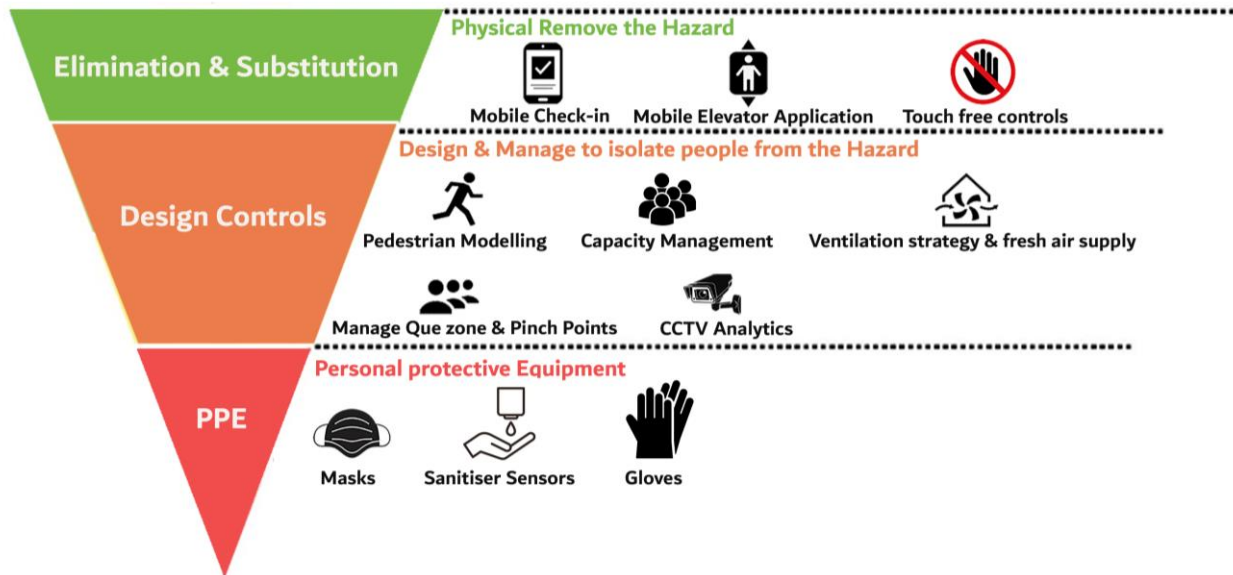 Physical Remove the Hazard
Elimination & Substitution
Mobile Check-in
Mobile Elevator Application
Touch free controls
Design & Manage to isolate people from the Hazard
Design Controls
Pedestrian Modelling
Capacity Management
Ventilation strategy & fresh air supply
Manage Que zone & Pinch Points
CCTV Analytics
Personal protective Equipment
PPE
Masks
Sanitiser Sensors
Gloves